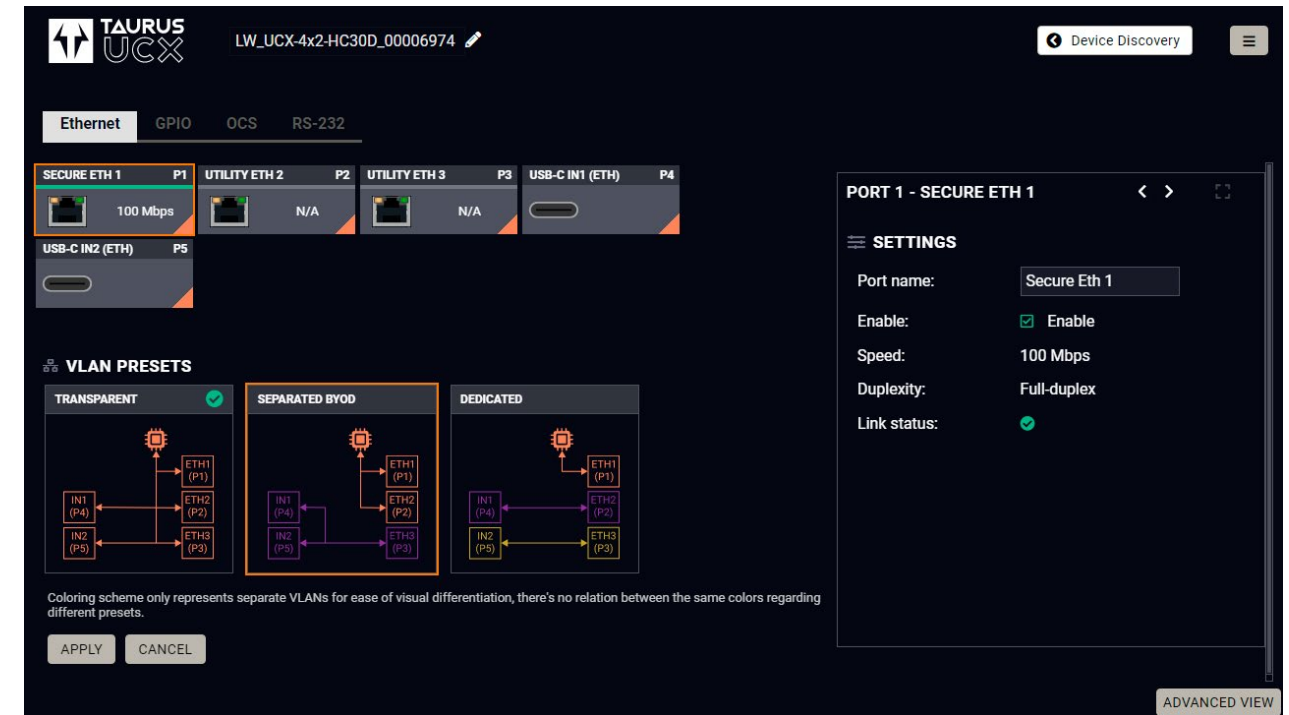 TAURUS
UCX
LW_UCX-4x2-HC30D_00006974
Device Discovery
Ethernet GPIO OCS RS-232
SECURE ETH 1 P1 UTILITY ETH 2 P2 UTILITY ETH 3 P3 USB-C IN1 (ETH) P4
100 Mbps N/A N/A
USB-C IN2 (ETH) P5
PORT 1 - SECURE ETH 1
SETTINGS
Port name: Secure Eth 1
Enable: Enable
Speed: 100 Mbps
Duplexity: Full-duplex
Link status:
VLAN PRESETS
TRANSPARENT
ETH1
(P1)
IN1
(P4)
ETH2
(P2)
IN2
(P5)
ETH3
(P3)
SEPARATED BYOD
ETH1
(P1)
IN1
(P4)
ETH2
(P2)
IN2
(P5)
ETH3
(P3)
DEDICATED
ETH1
(P1)
IN1
(P4)
ETH2
(P2)
IN2
(P5)
ETH3
(P3)
Coloring scheme only represents separate VLANs for ease of visual differentiation, there's no relation between the same colors regarding
different presets.
APPLY CANCEL
ADVANCED VIEW